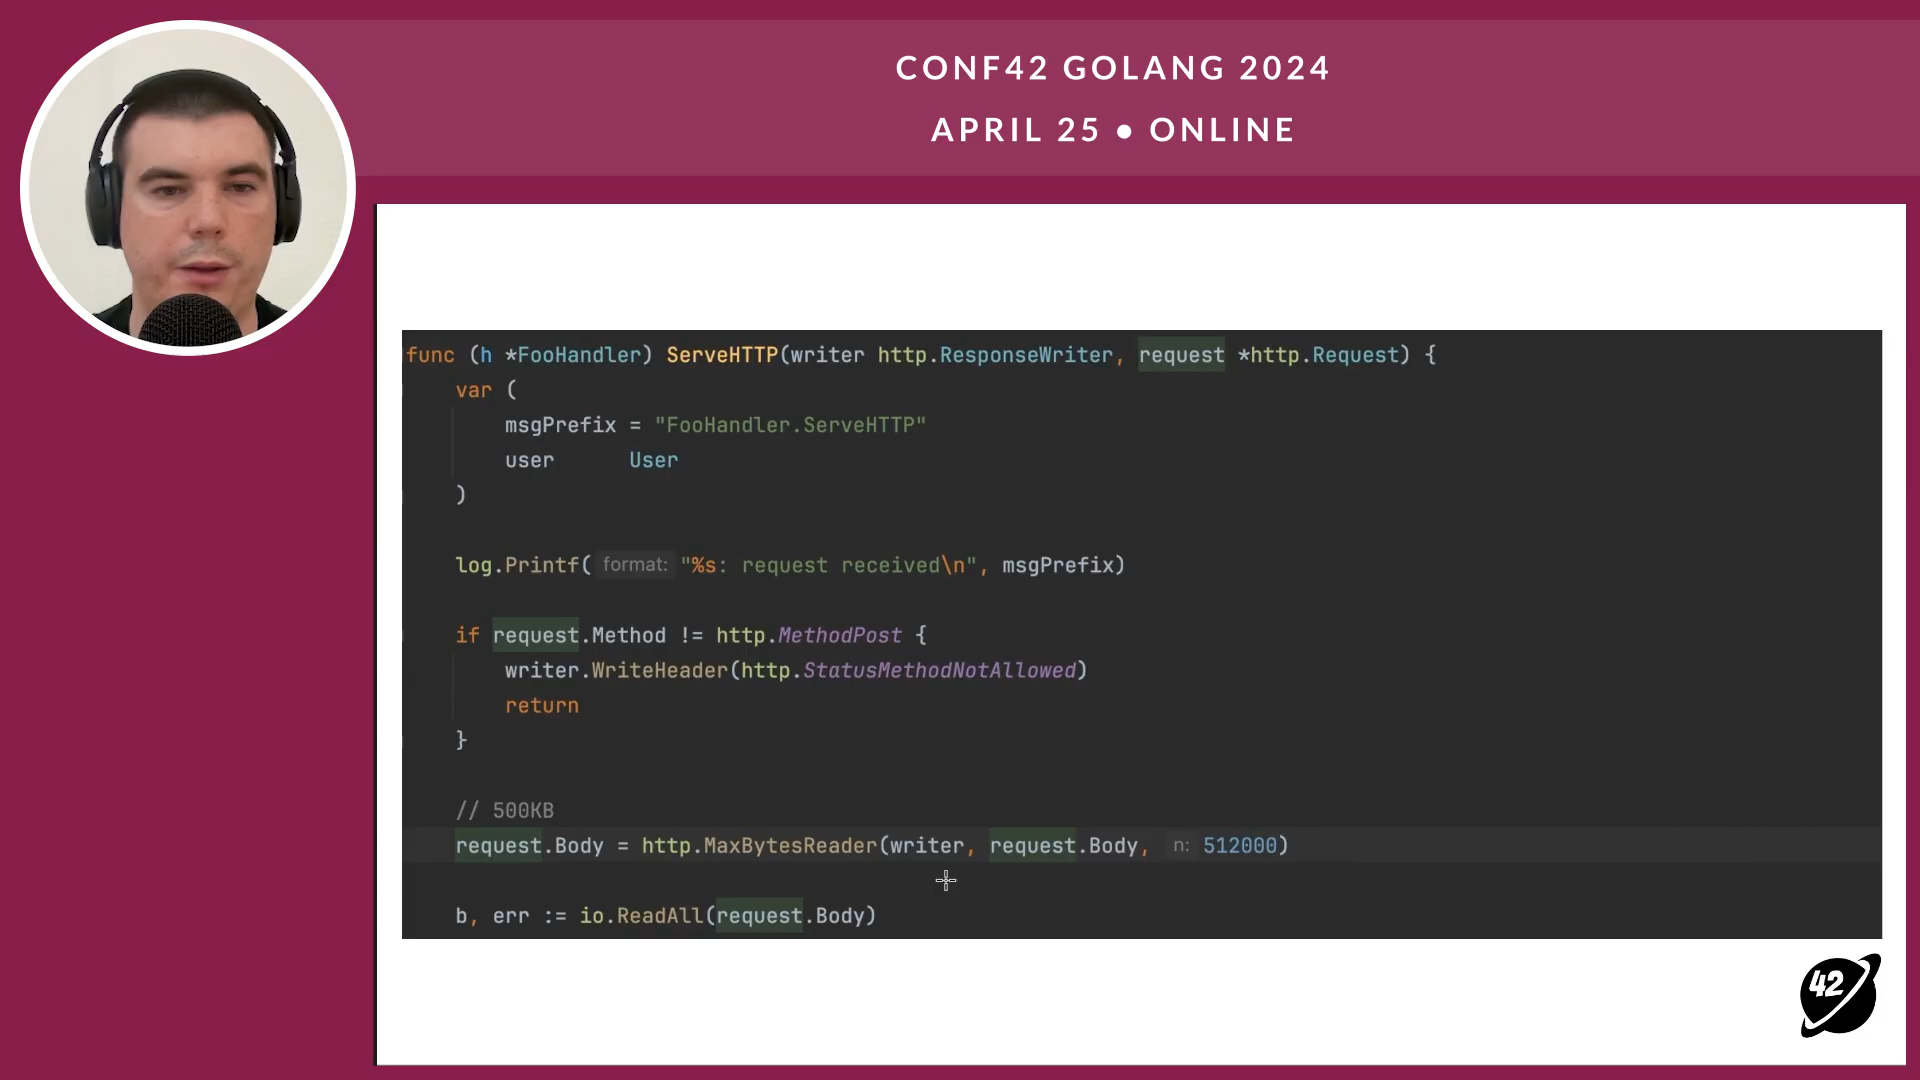 CONF42 GOLANG 2024
APRIL 25 ● ONLINE
func (h *FooHandler) ServeHTTP(writer http.ResponseWriter, request *http.Request) {
var (
msgPrefix = "FooHandler.ServeHTTP"
user User
)
log.Printf( format: "%s: request received\n", msgPrefix)
if request.Method != http.MethodPost {
writer.WriteHeader(http.StatusMethodNotAllowed)
return
}
// 500KB
request.Body = http.MaxBytesReader(writer, request.Body, n: 512000)
b, err := io.ReadAll(request.Body)
42